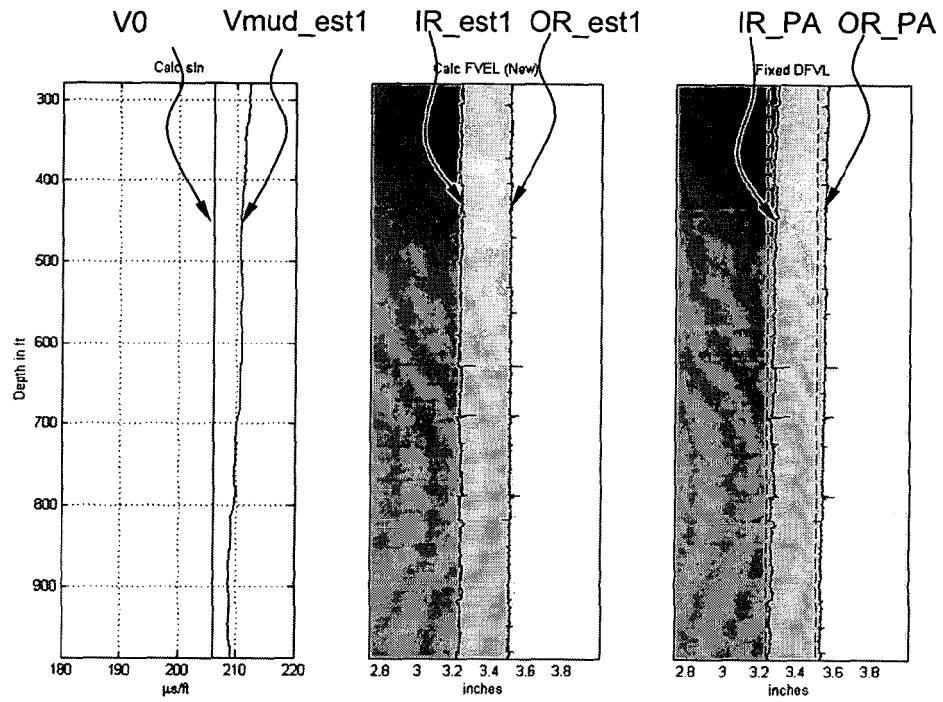 V0 Vmud_est1 IR_est1 OR_est1 IR_PA OR_PA
Calc sln Calc FVEL (New) Fixed DFVL
300
400
500
600
700
800
900
Depth in ft
180 190 200 210 220 2.8 3 3.2 3.4 3.6 3.8 2.8 3 3.2 3.4 3.6 3.8
µs/ft inches inches